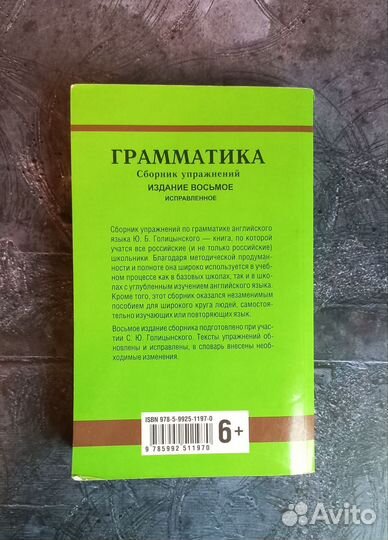 ГРАММАТИКА
Сборник упражнений
ИЗДАНИЕ ВОСЬМОЕ
ИСПРАВЛЕННОЕ
Сборник упражнений по грамматике английского
языка Ю. Б. Голицынского — книга, по которой
учатся все российские (и не только российские)
школьники. Благодаря методической продуман-
ности и полноте она широко используется в учеб-
ном процессе как в базовых школах, так и в шко-
лах с углубленным изучением английского языка.
Кроме того, этот сборник оказался незаменимым
пособием для широкого круга людей, самостоя-
тельно изучающих или повторяющих язык.
Восьмое издание сборника подготовлено при учас-
тии С. Ю. Голицынского. Тексты упражнений об-
новлены и исправлены, в словарь внесены необ-
ходимые изменения.
ISBN 978-5-9925-1197-0
9 785992 511970
6+
Avito